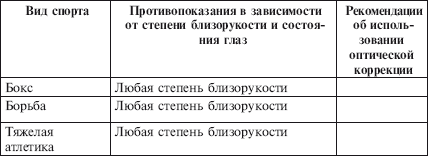 Вид спорта
Противопоказания в зависимости
от степени близорукости и состоя-
ния глаз
Рекомендации
об исполь-
зовании
оптической
коррекции
Бокс
Любая степень близорукости
Борьба
Любая степень близорукости
Тяжелая
атлетика
Любая степень близорукости